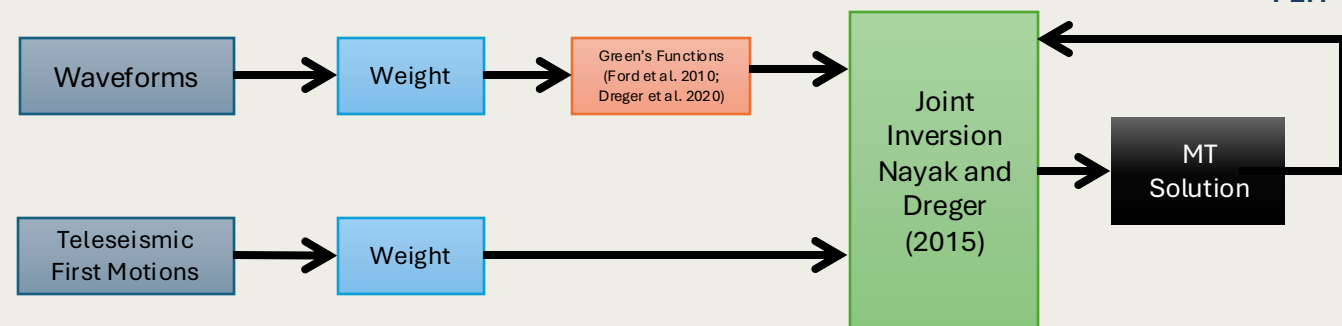 Waveforms
Weight
Green's Functions
(Ford et al. 2010;
Dreger et al. 2020)
Joint
Inversion
Nayak and
Dreger
(2015)
MT
Solution
Teleseismic
First Motions
Weight